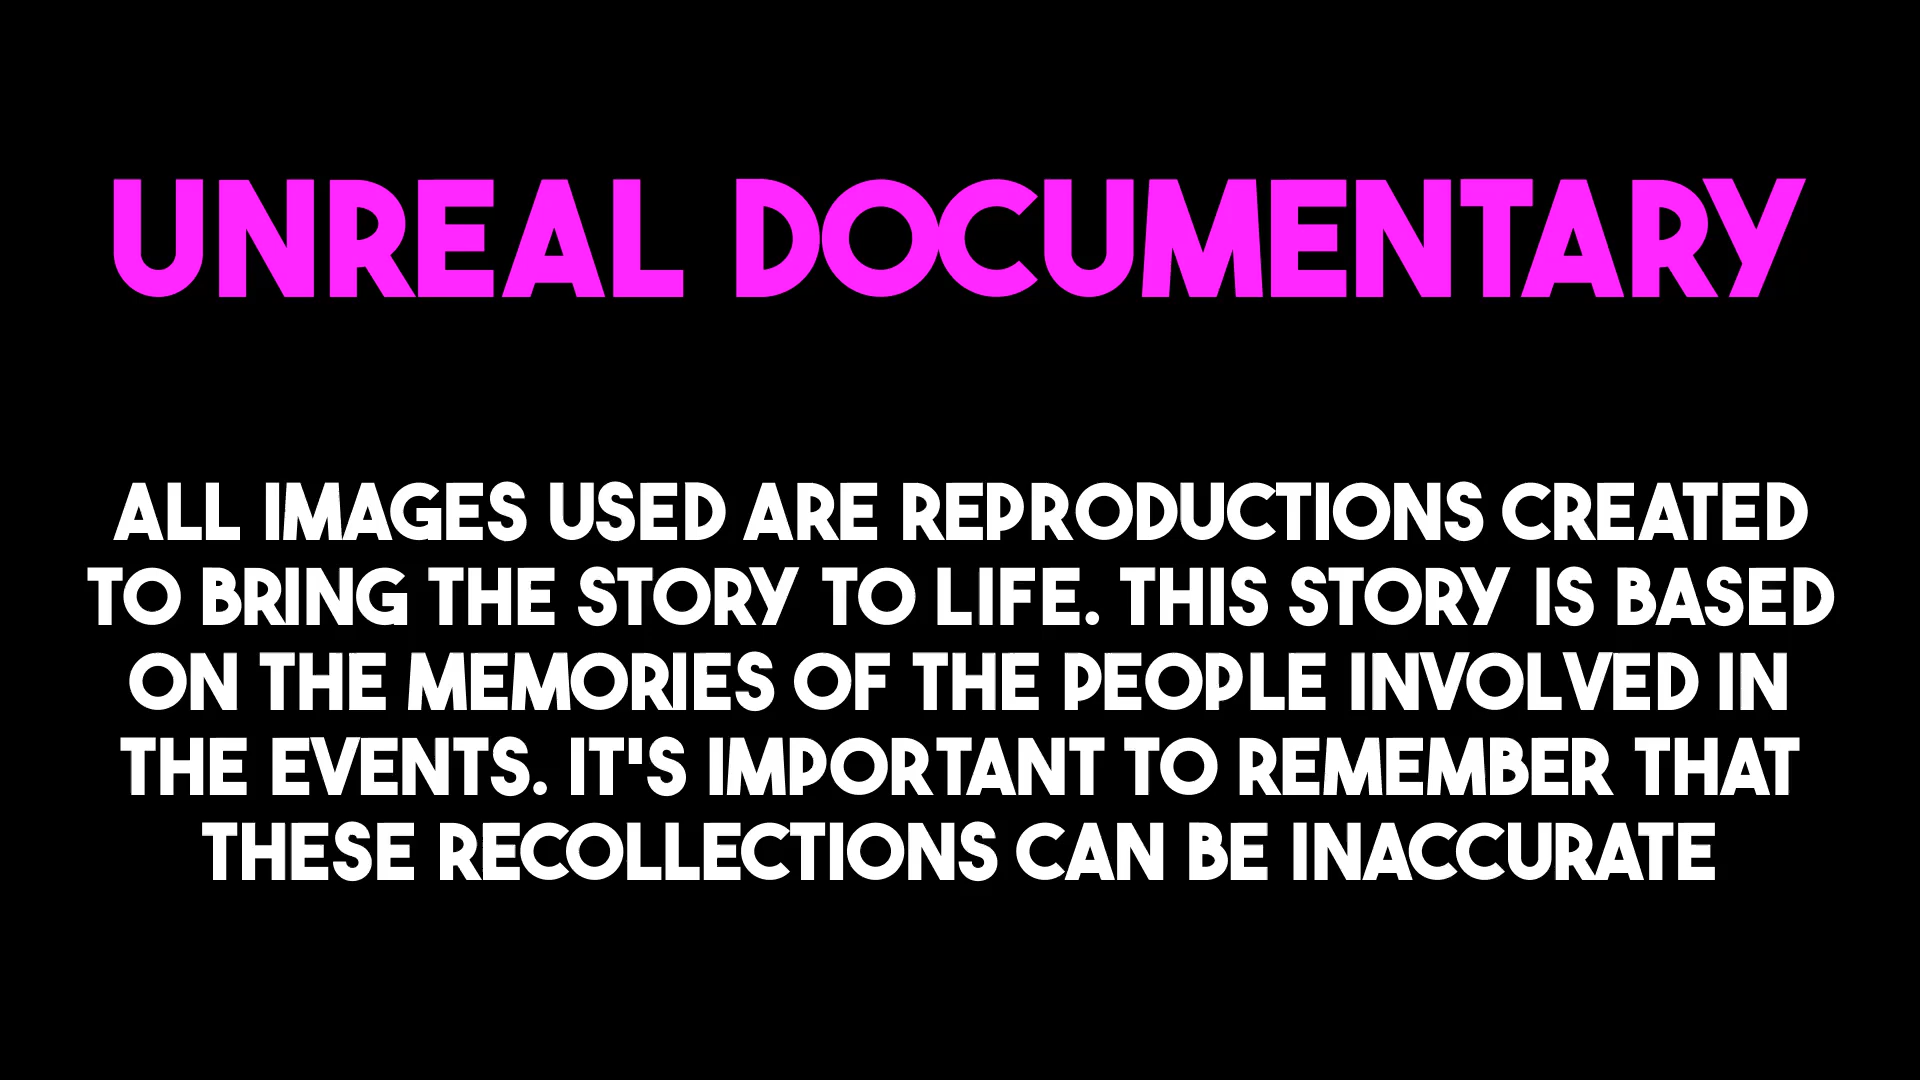 UNREAL DOCUMENTARY
ALL IMAGES USED ARE REPRODUCTIONS CREATED
TO BRING THE STORY TO LIFE. THIS STORY IS BASED
ON THE MEMORIES OF THE PEOPLE INVOLVED IN
THE EVENTS. IT'S IMPORTANT TO REMEMBER THAT
THESE RECOLLECTIONS CAN BE INACCURATE